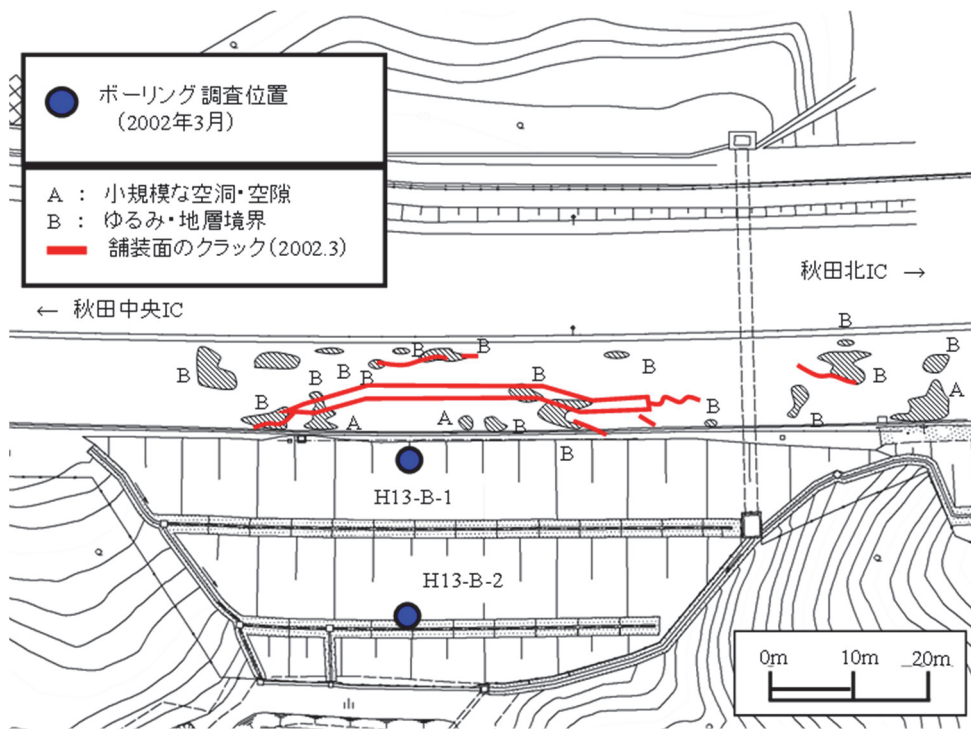 ボーリング調査位置
(2002年3月)
A : 小規模な空洞・空隙
B : ゆるみ・地層境界
舗装面のクラック(2002.3)
秋田北IC →
← 秋田中央IC
B
B
B
B
B
B
B
B
B
B
B
A
A
A
B
B
B
B
H13-B-1
H13-B-2
0m
10m
20m